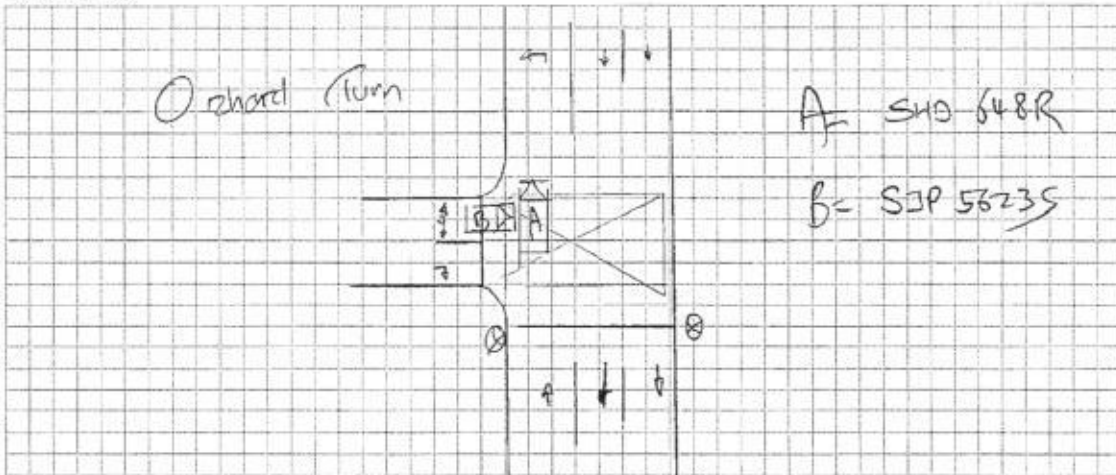 Orchard Turn
A= SHD 648R
B= SJP 5623S
B
A